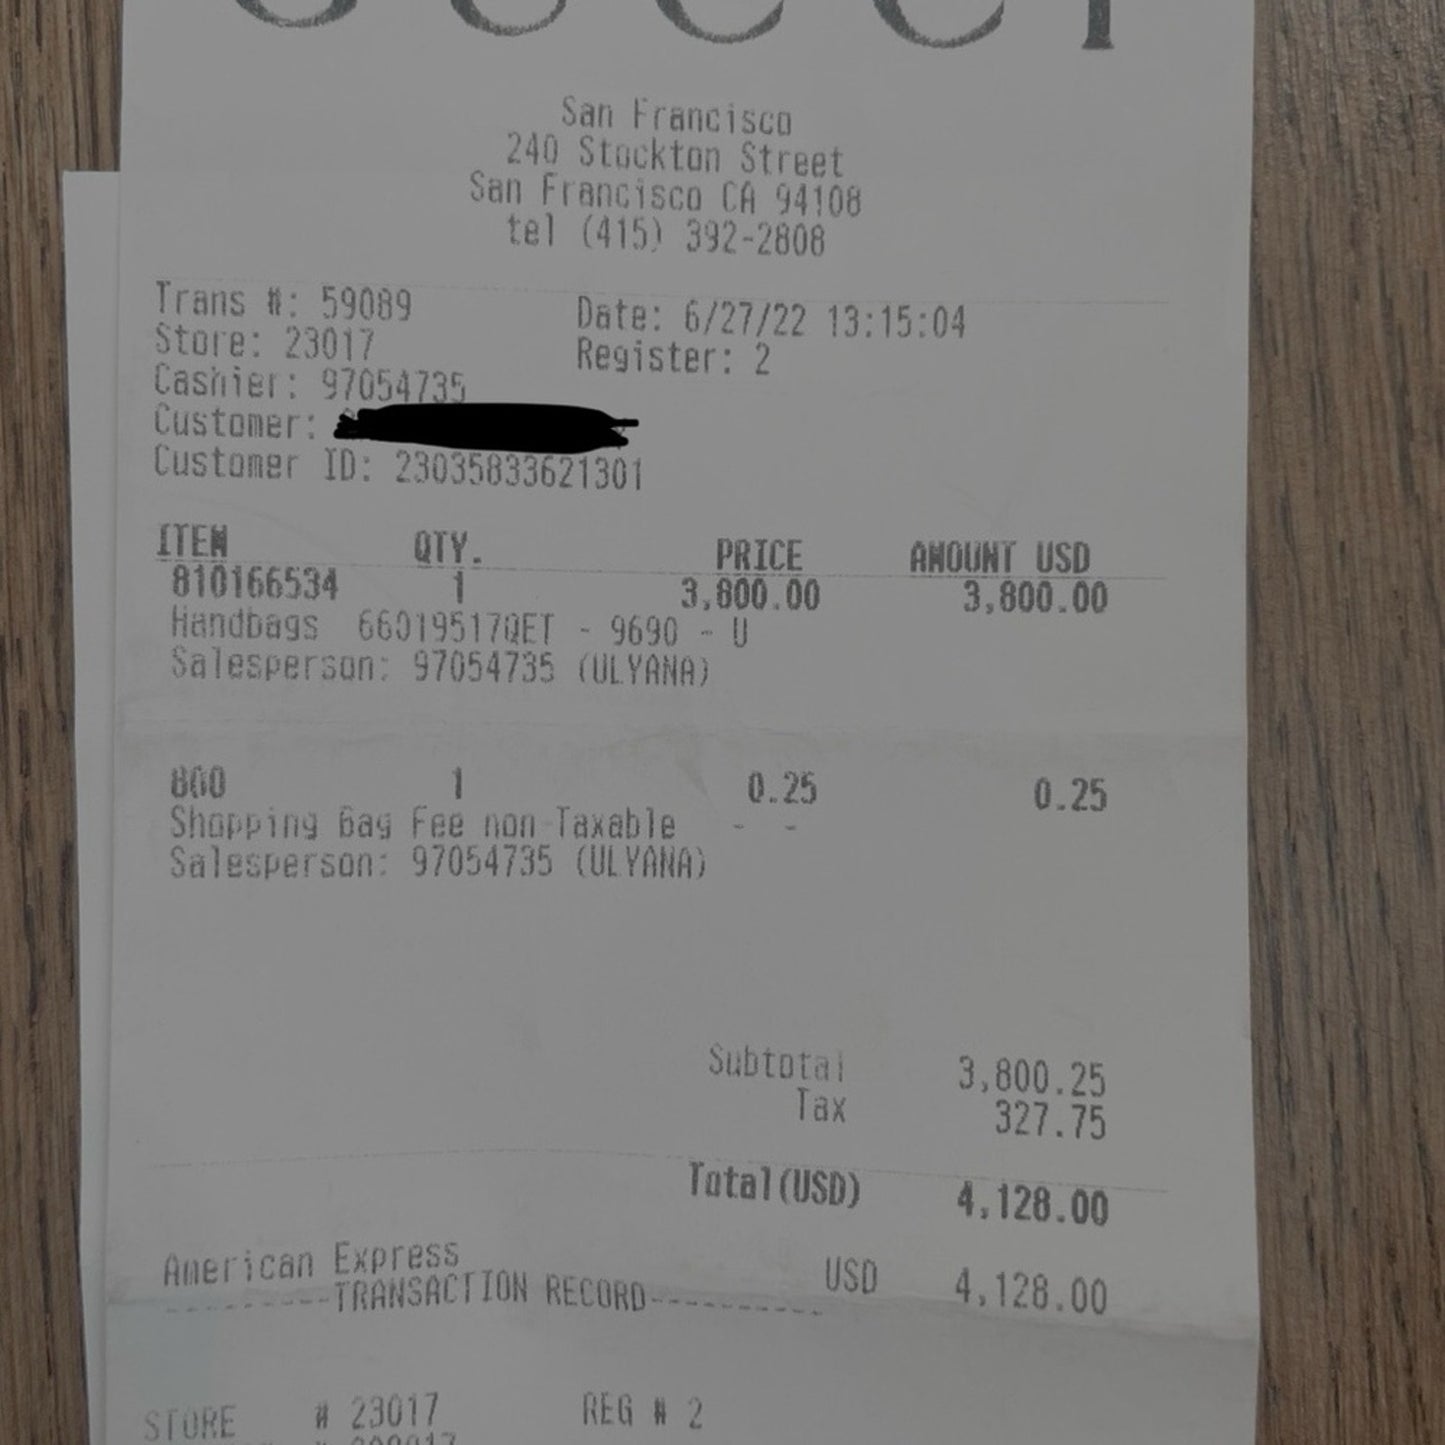 GUCCI
San Francisco
240 Stockton Street
San Francisco CA 94108
tel (415) 392-2808
Trans #: 59089 Date: 6/27/22 13:15:04
Store: 23017 Register: 2
Cashier: 97054735
Customer:
Customer ID: 23035833621301
ITEM QTY. PRICE AMOUNT USD
810166534 1 3,800.00 3,800.00
Handbags 66019517QET - 9690 - U
Salesperson: 97054735 (ULYANA)
800 1 0.25 0.25
Shopping Bag Fee non-Taxable - -
Salesperson: 97054735 (ULYANA)
Subtotal 3,800.25
Tax 327.75
Total(USD) 4,128.00
American Express USD 4,128.00
---------TRANSACTION RECORD----------
STORE # 23017 REG # 2